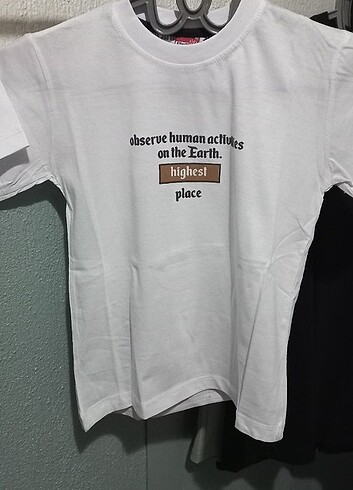 observe human activities
on the Earth.
highest
place